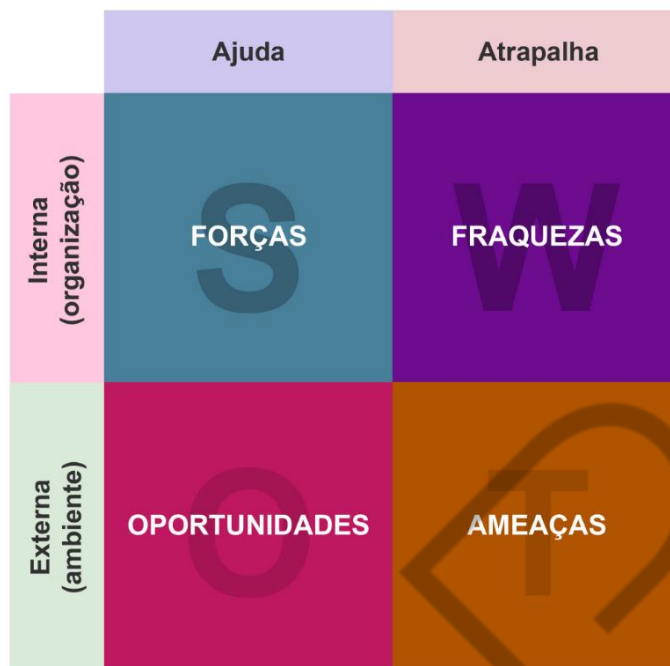 Ajuda
Atrapalha
Interna
(organização)
S
FORÇAS
W
FRAQUEZAS
Externa
(ambiente)
O
OPORTUNIDADES
T
AMEAÇAS